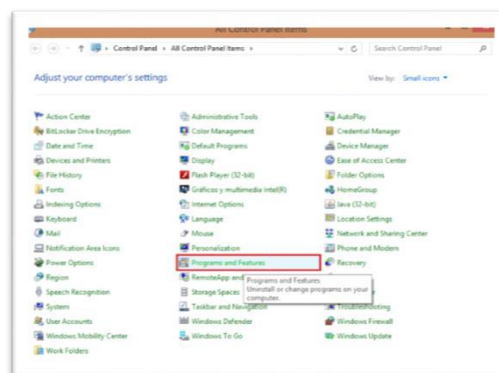 All Control Panel Items
Control Panel All Control Panel Items Search Control Panel
Adjust your computer's settings View by: Small icons
Action Center Administrative Tools AutoPlay
BitLocker Drive Encryption Color Management Credential Manager
Date and Time Default Programs Device Manager
Devices and Printers Display Ease of Access Center
File History Flash Player (32-bit) Folder Options
Fonts Gráficos y multimedia Intel(R) HomeGroup
Indexing Options Internet Options Java (32-bit)
Keyboard Language Location Settings
Mail Mouse Network and Sharing Center
Notification Area Icons Personalization Phone and Modem
Power Options Programs and Features Recovery
Region RemoteApp and
Programs and Features
Uninstall or change programs on your
computer.
Speech Recognition Storage Spaces
System Taskbar and Navigation Troubleshooting
User Accounts Windows Defender Windows Firewall
Windows Mobility Center Windows To Go Windows Update
Work Folders